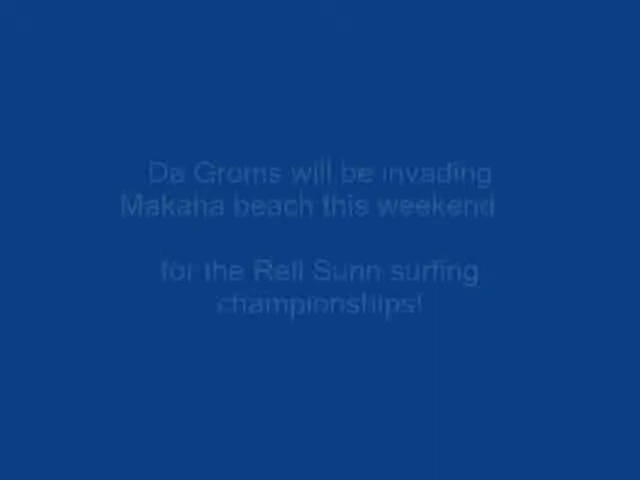 Da Groms will be invading
Makaha beach this weekend
for the Rell Sunn surfing
championships!